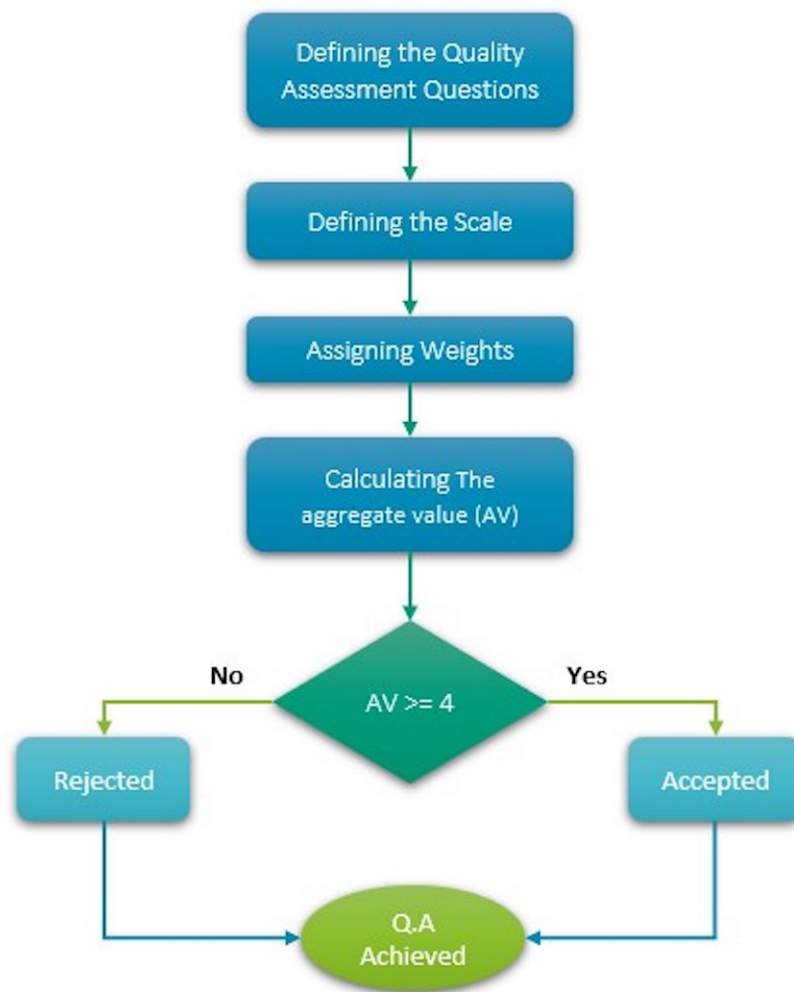 Defining the Quality
Assessment Questions
Defining the Scale
Assigning Weights
Calculating The
aggregate value (AV)
No
Yes
AV >= 4
Rejected
Accepted
Q.A
Achieved